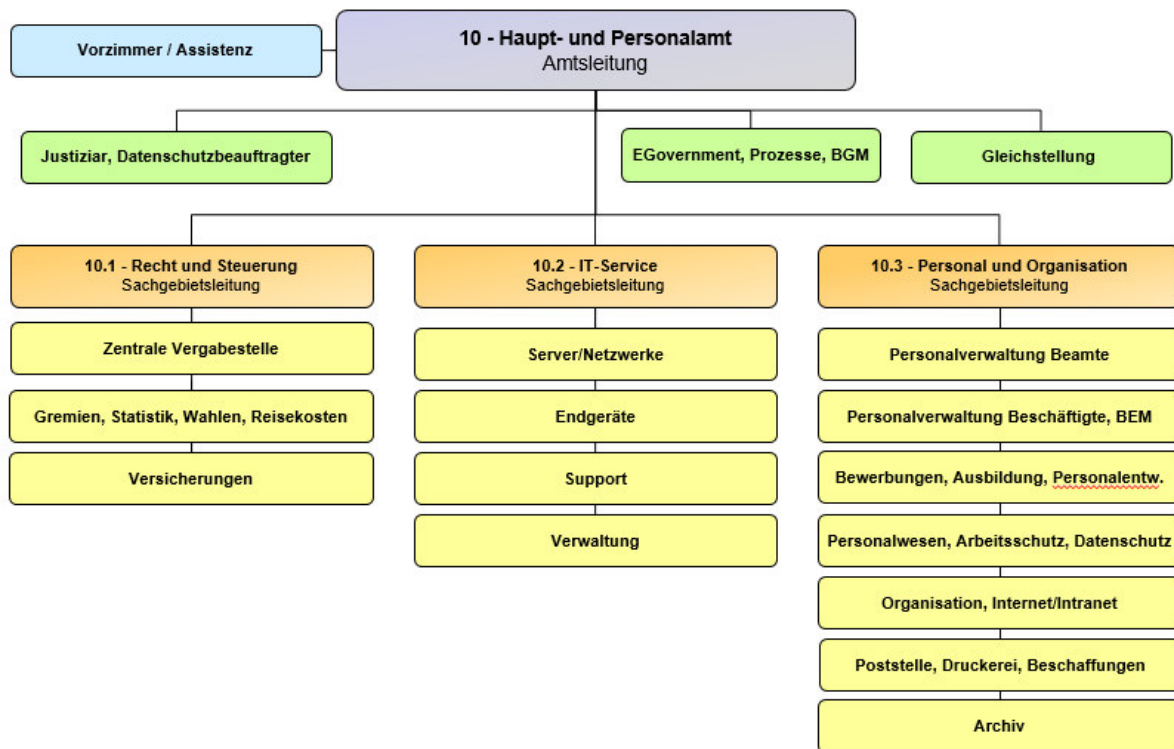 Vorzimmer / Assistenz
10 - Haupt- und Personalamt
Amtsleitung
Justiziar, Datenschutzbeauftragter
EGovernment, Prozesse, BGM
Gleichstellung
10.1 - Recht und Steuerung
Sachgebietsleitung
Zentrale Vergabestelle
Gremien, Statistik, Wahlen, Reisekosten
Versicherungen
10.2 - IT-Service
Sachgebietsleitung
Server/Netzwerke
Endgeräte
Support
Verwaltung
10.3 - Personal und Organisation
Sachgebietsleitung
Personalverwaltung Beamte
Personalverwaltung Beschäftigte, BEM
Bewerbungen, Ausbildung, Personalentw.
Personalwesen, Arbeitsschutz, Datenschutz
Organisation, Internet/Intranet
Poststelle, Druckerei, Beschaffungen
Archiv